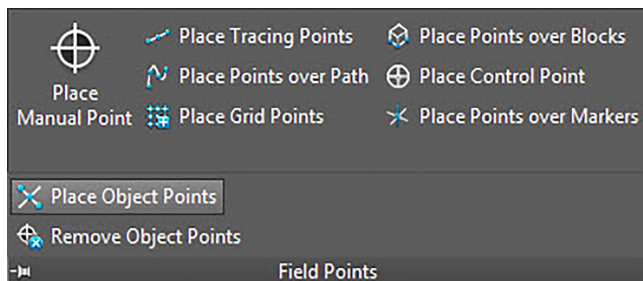 Place
Manual Point
Place Tracing Points
Place Points over Path
Place Grid Points
Place Points over Blocks
Place Control Point
Place Points over Markers
Place Object Points
Remove Object Points
Field Points